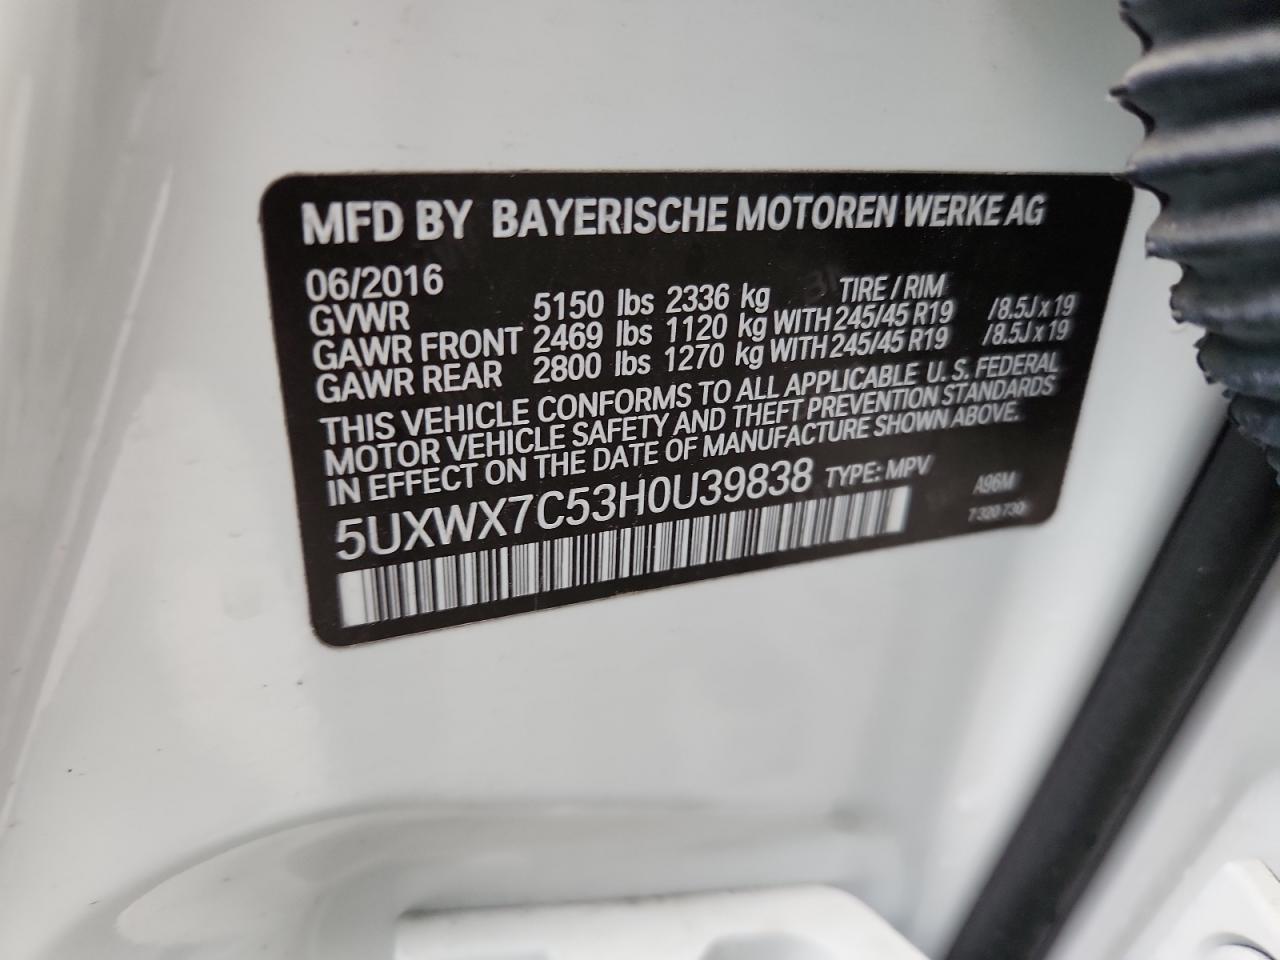 MFD BY BAYERISCHE MOTOREN WERKE AG
06/2016 TIRE / RIM
GVWR 5150 lbs 2336 kg
GAWR FRONT 2469 lbs 1120 kg WITH 245/45 R19 /8.5J x 19
GAWR REAR 2800 lbs 1270 kg WITH 245/45 R19 /8.5J x 19
THIS VEHICLE CONFORMS TO ALL APPLICABLE U. S. FEDERAL
MOTOR VEHICLE SAFETY AND THEFT PREVENTION STANDARDS
IN EFFECT ON THE DATE OF MANUFACTURE SHOWN ABOVE.
5UXWX7C53H0U39838 TYPE: MPV A96M
7 320 730